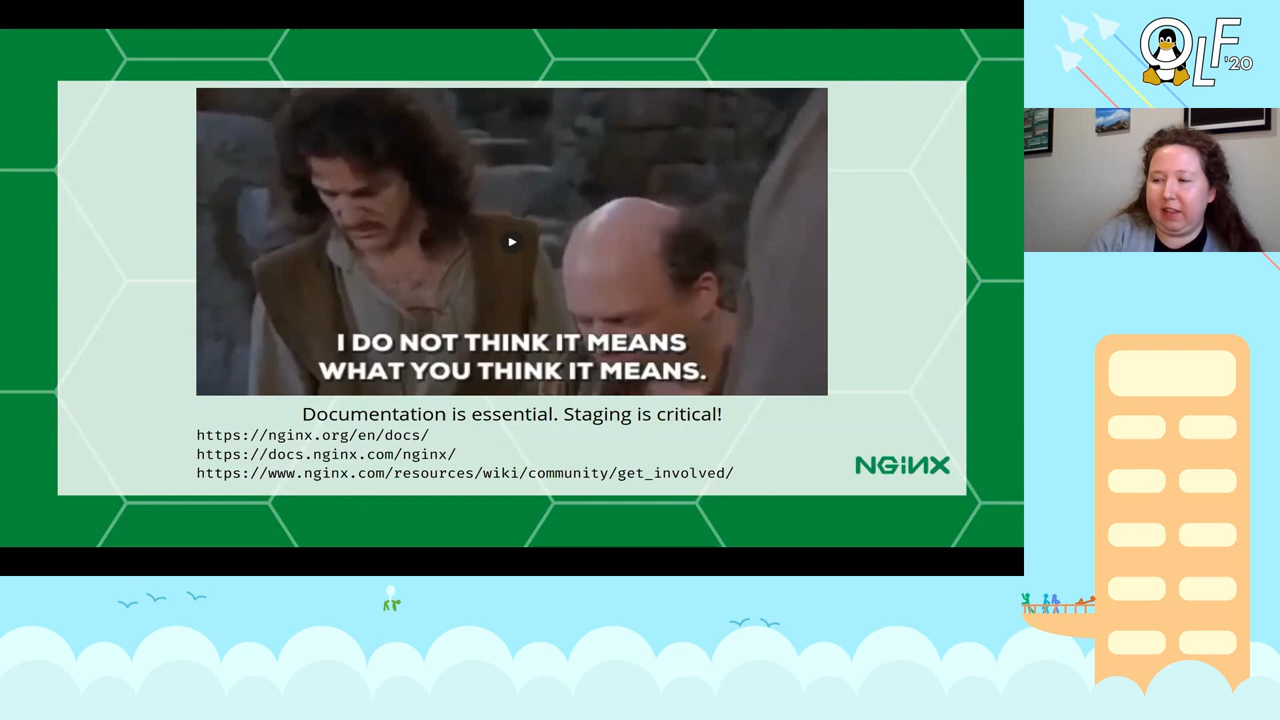 I DO NOT THINK IT MEANS
WHAT YOU THINK IT MEANS.
Documentation is essential. Staging is critical!
https://nginx.org/en/docs/
https://docs.nginx.com/nginx/
https://www.nginx.com/resources/wiki/community/get_involved/
NGINX
OLF '20